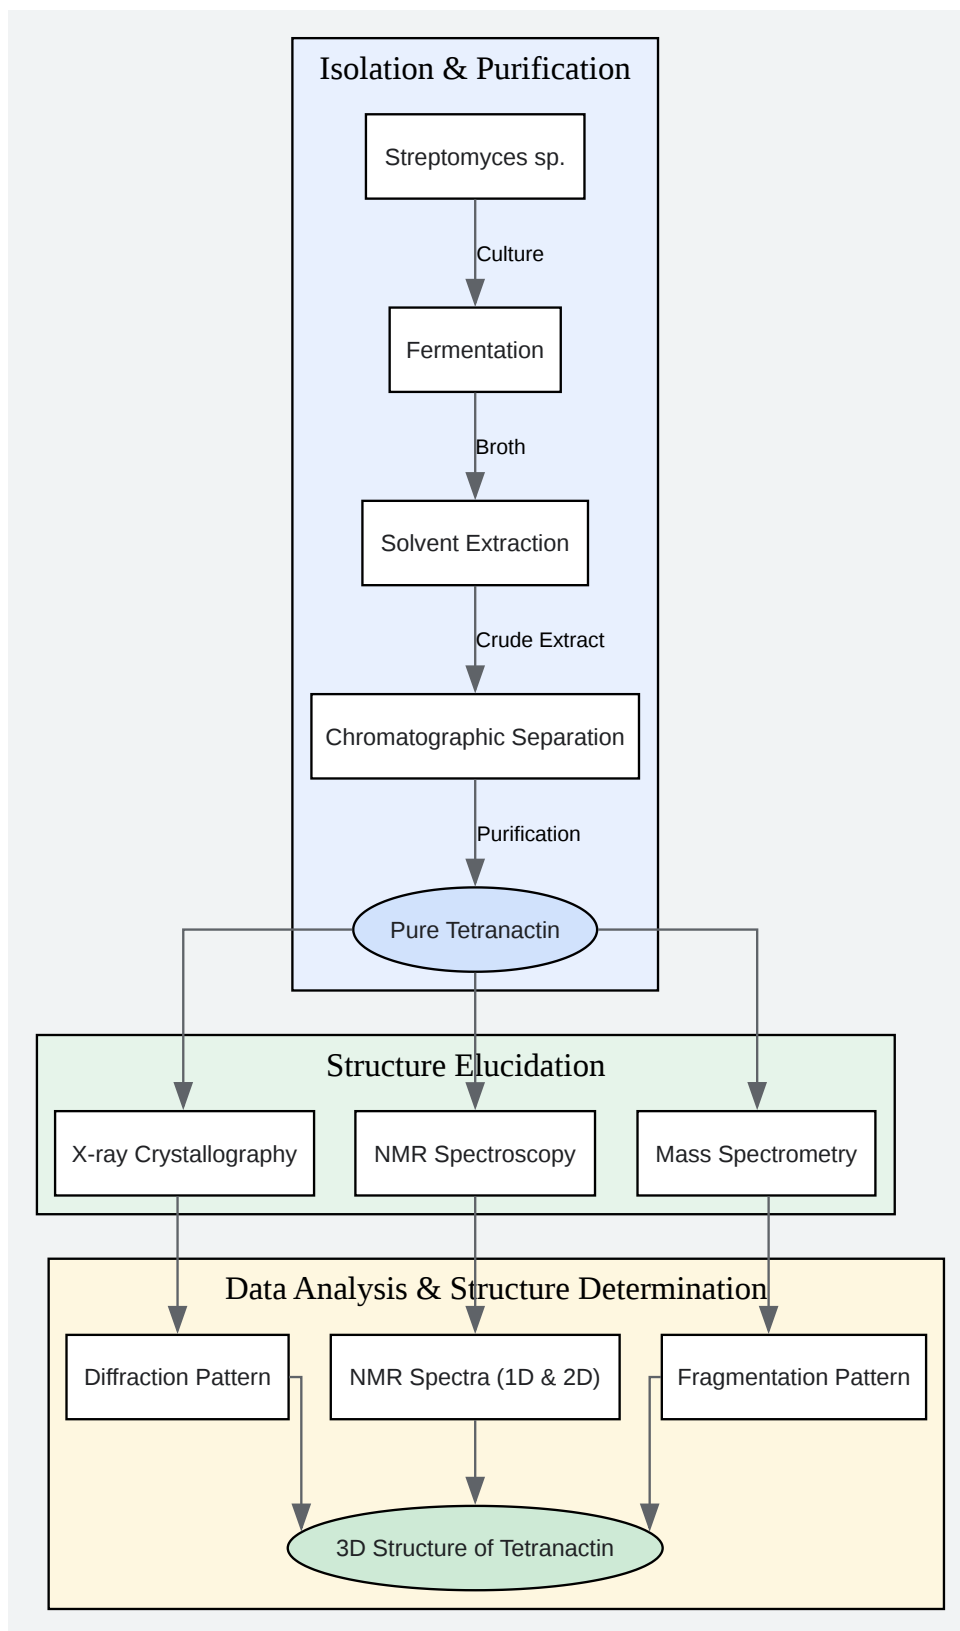 Isolation & Purification
Streptomyces sp.
Culture
Fermentation
Broth
Solvent Extraction
Crude Extract
Chromatographic Separation
Purification
Pure Tetranactin
Structure Elucidation
X-ray Crystallography
NMR Spectroscopy
Mass Spectrometry
Data Analysis & Structure Determination
Diffraction Pattern
NMR Spectra (1D & 2D)
Fragmentation Pattern
3D Structure of Tetranactin